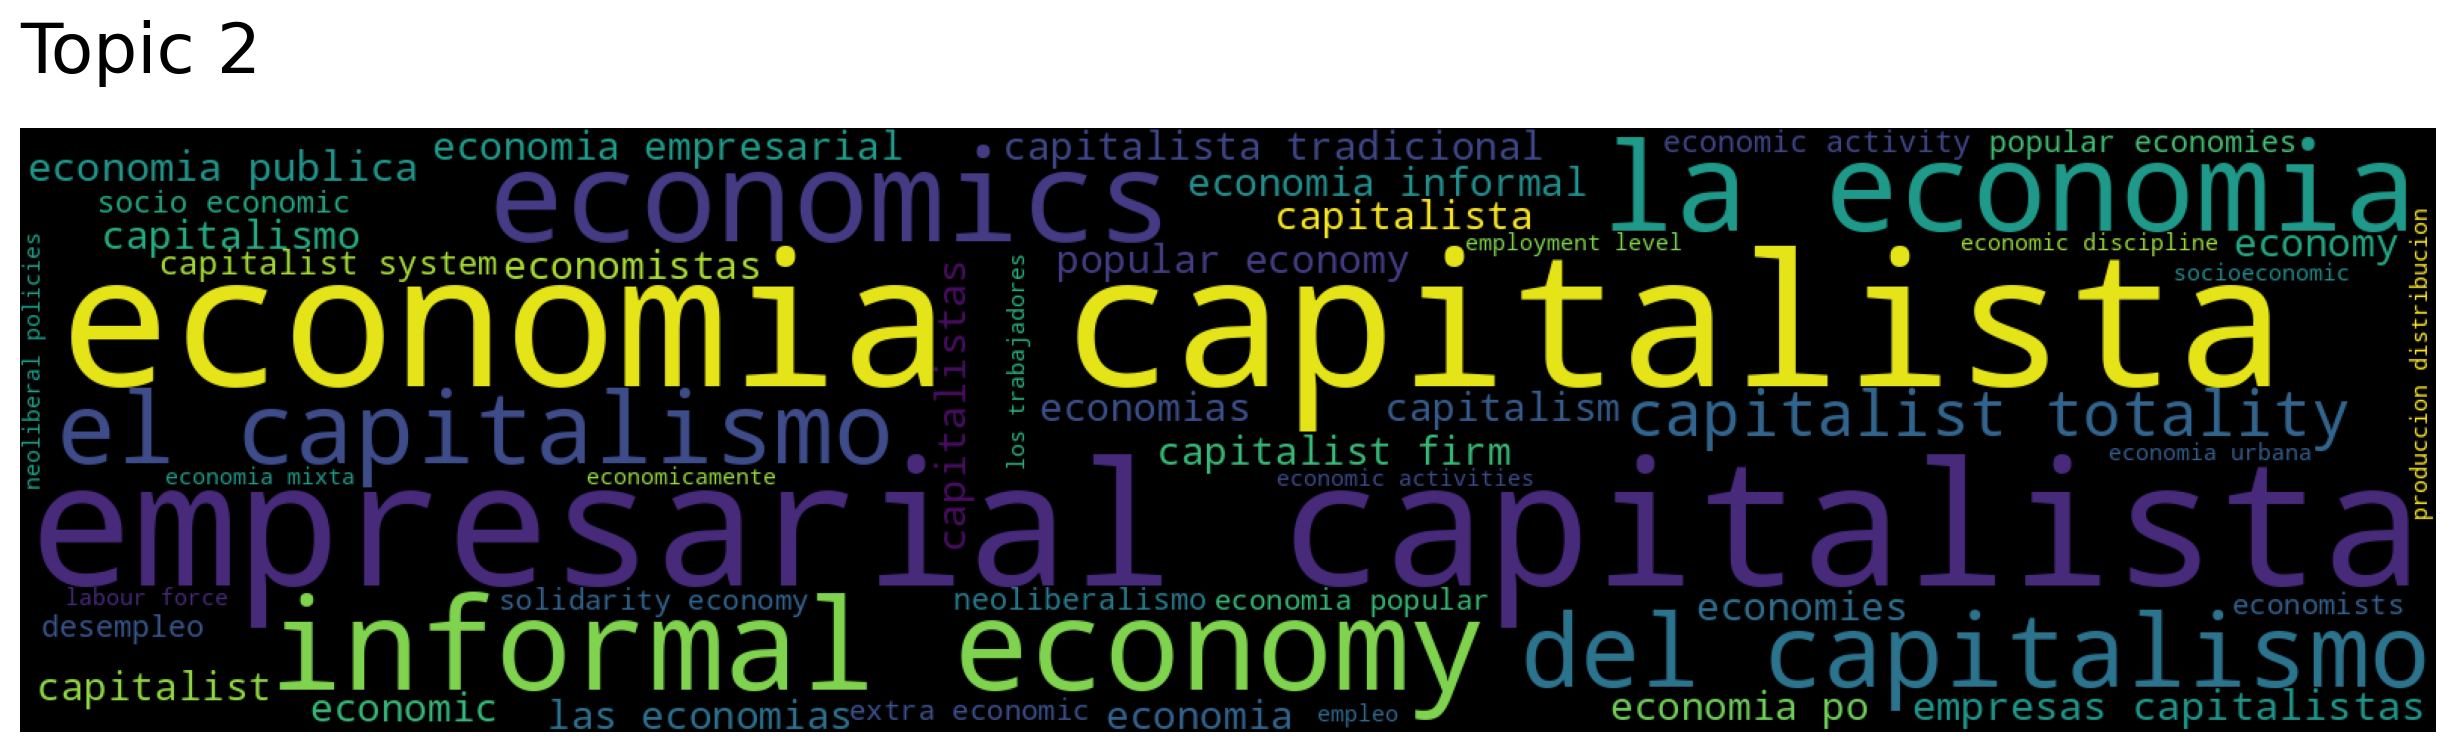 Topic 2
economia publica
economia empresarial
capitalista tradicional
economic activity
popular economies
socio economic
economics
economia informal
la economia
capitalismo
capitalista
capitalist system
economistas
popular economy
employment level
economic discipline
economy
socioeconomic
neoliberal policies
economia capitalista
capitalistas
los trabajadores
produccion distribucion
el capitalismo
economias
capitalism
capitalist totality
capitalist firm
economia urbana
economia mixta
economicamente
economic activities
empresarial capitalista
labour force
solidarity economy
neoliberalismo
economia popular
economies
economists
desempleo
informal economy
del capitalismo
capitalist
economic
las economias
extra economic
economia
empleo
economia po
empresas capitalistas